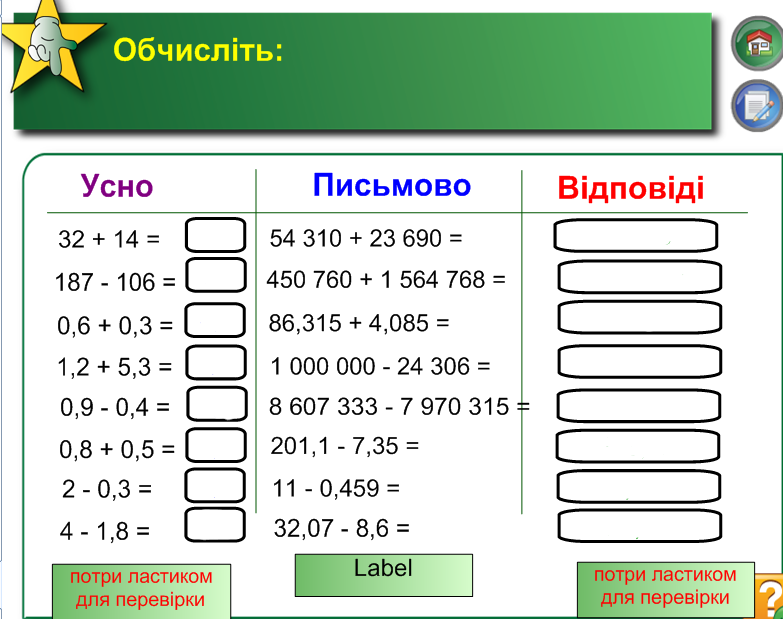 Обчисліть:
Усно Письмово Відповіді
32 + 14 = 54 310 + 23 690 =
187 - 106 = 450 760 + 1 564 768 =
0,6 + 0,3 = 86,315 + 4,085 =
1,2 + 5,3 = 1 000 000 - 24 306 =
0,9 - 0,4 = 8 607 333 - 7 970 315 =
0,8 + 0,5 = 201,1 - 7,35 =
2 - 0,3 = 11 - 0,459 =
4 - 1,8 = 32,07 - 8,6 =
потри ластиком
для перевірки
Label
потри ластиком
для перевірки
?